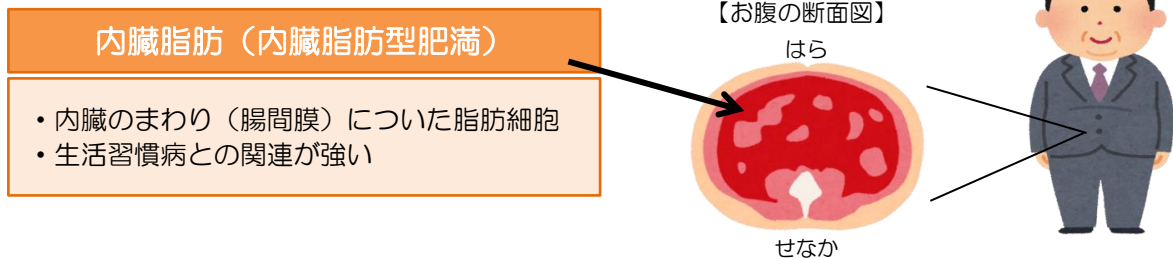 内臓脂肪（内臓脂肪型肥満）
・内臓のまわり（腸間膜）についた脂肪細胞
・生活習慣病との関連が強い
【お腹の断面図】
はら
せなか